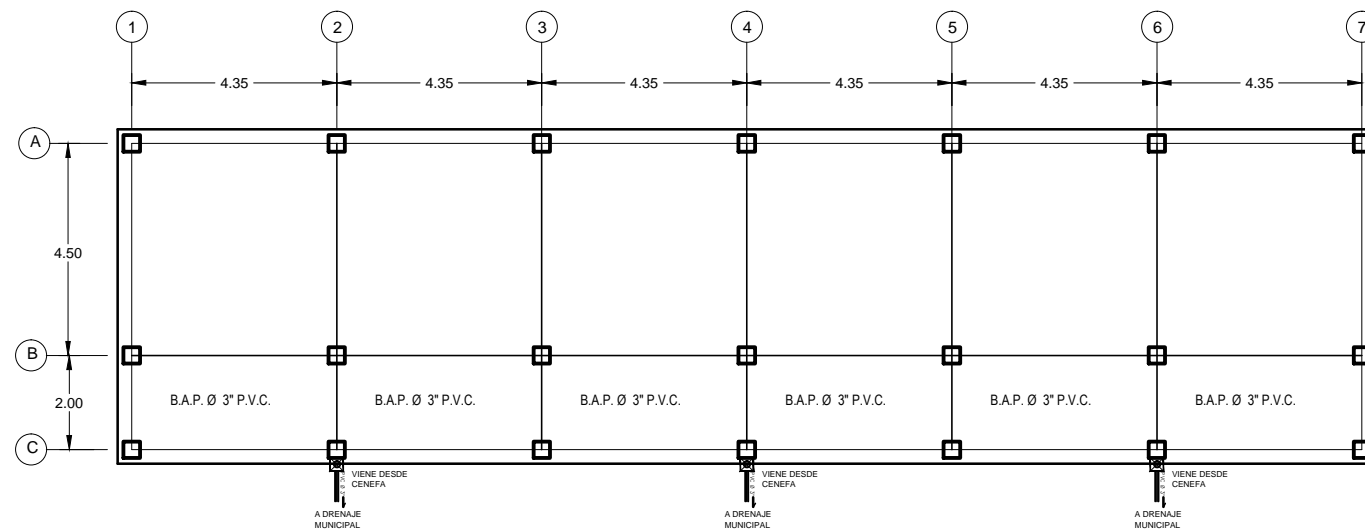 1 2 3 4 5 6 7
4.35 4.35 4.35 4.35 4.35 4.35
A
4.50
B
2.00
B.A.P. Ø 3" P.V.C. B.A.P. Ø 3" P.V.C. B.A.P. Ø 3" P.V.C. B.A.P. Ø 3" P.V.C. B.A.P. Ø 3" P.V.C. B.A.P. Ø 3" P.V.C.
C
VIENE DESDE
CENEFA
A DRENAJE
MUNICIPAL
VIENE DESDE
CENEFA
A DRENAJE
MUNICIPAL
VIENE DESDE
CENEFA
A DRENAJE
MUNICIPAL